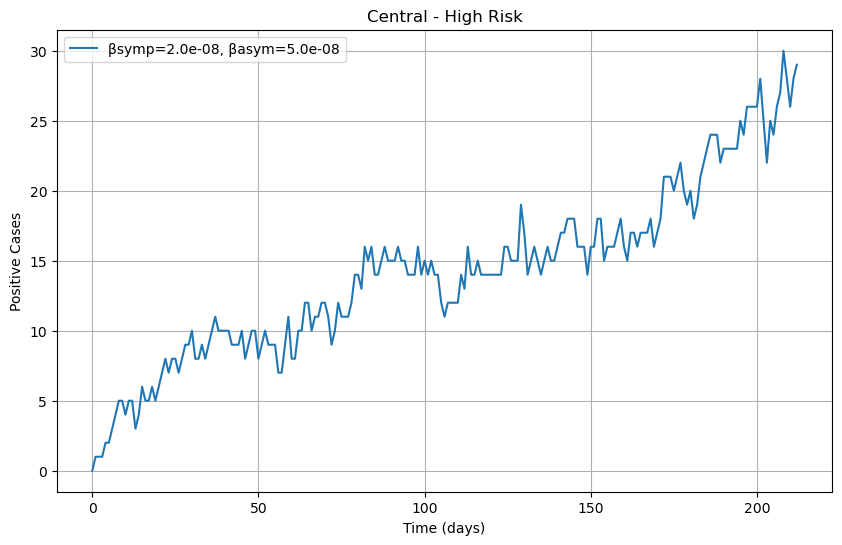 Central - High Risk
βsymp=2.0e-08, βasym=5.0e-08
Positive Cases
30
25
20
15
10
5
0
0 50 100 150 200
Time (days)